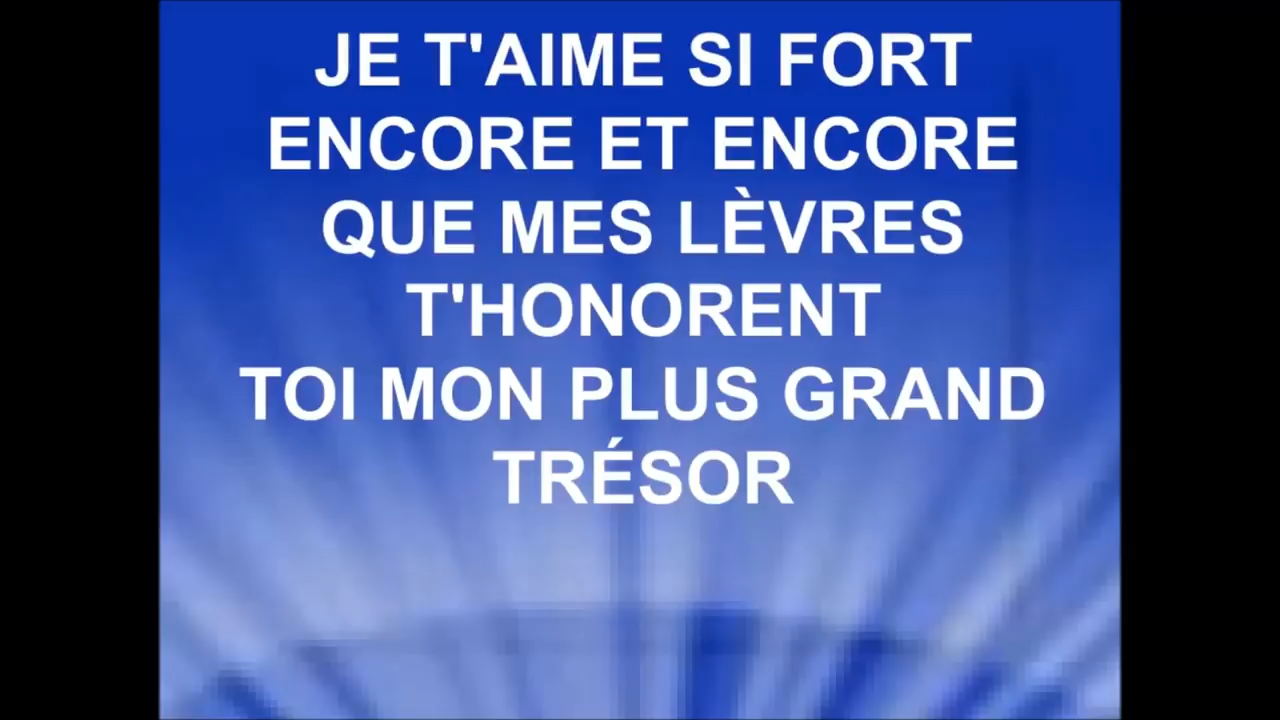 JE T'AIME SI FORT
ENCORE ET ENCORE
QUE MES LÈVRES
T'HONORENT
TOI MON PLUS GRAND
TRÉSOR